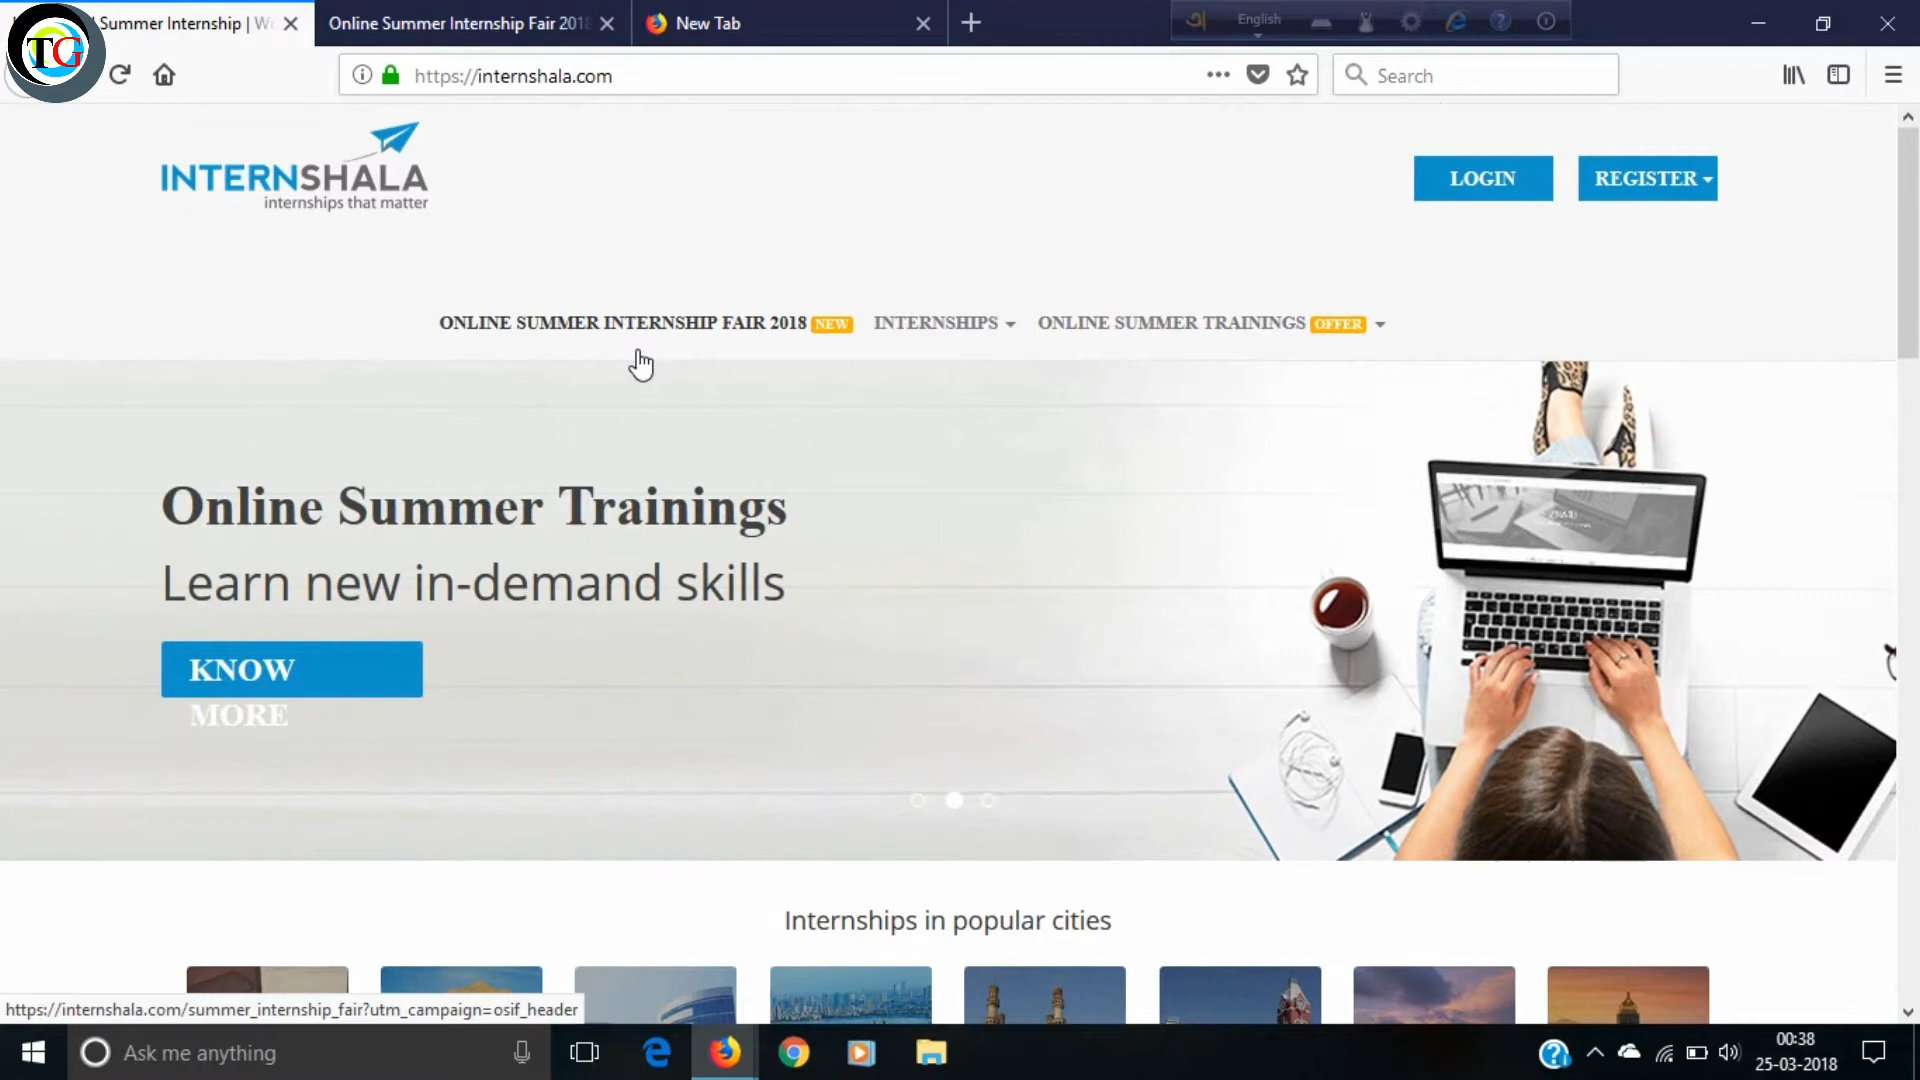 Summer Internship | W
Online Summer Internship Fair 2018
New Tab
English
TG
https://internshala.com
Search
INTERNSHALA
internships that matter
LOGIN
REGISTER
ONLINE SUMMER INTERNSHIP FAIR 2018 NEW
INTERNSHIPS
ONLINE SUMMER TRAININGS OFFER
Online Summer Trainings
Learn new in-demand skills
KNOW
MORE
Internships in popular cities
https://internshala.com/summer_internship_fair?utm_campaign=osif_header
Ask me anything
00:38
25-03-2018